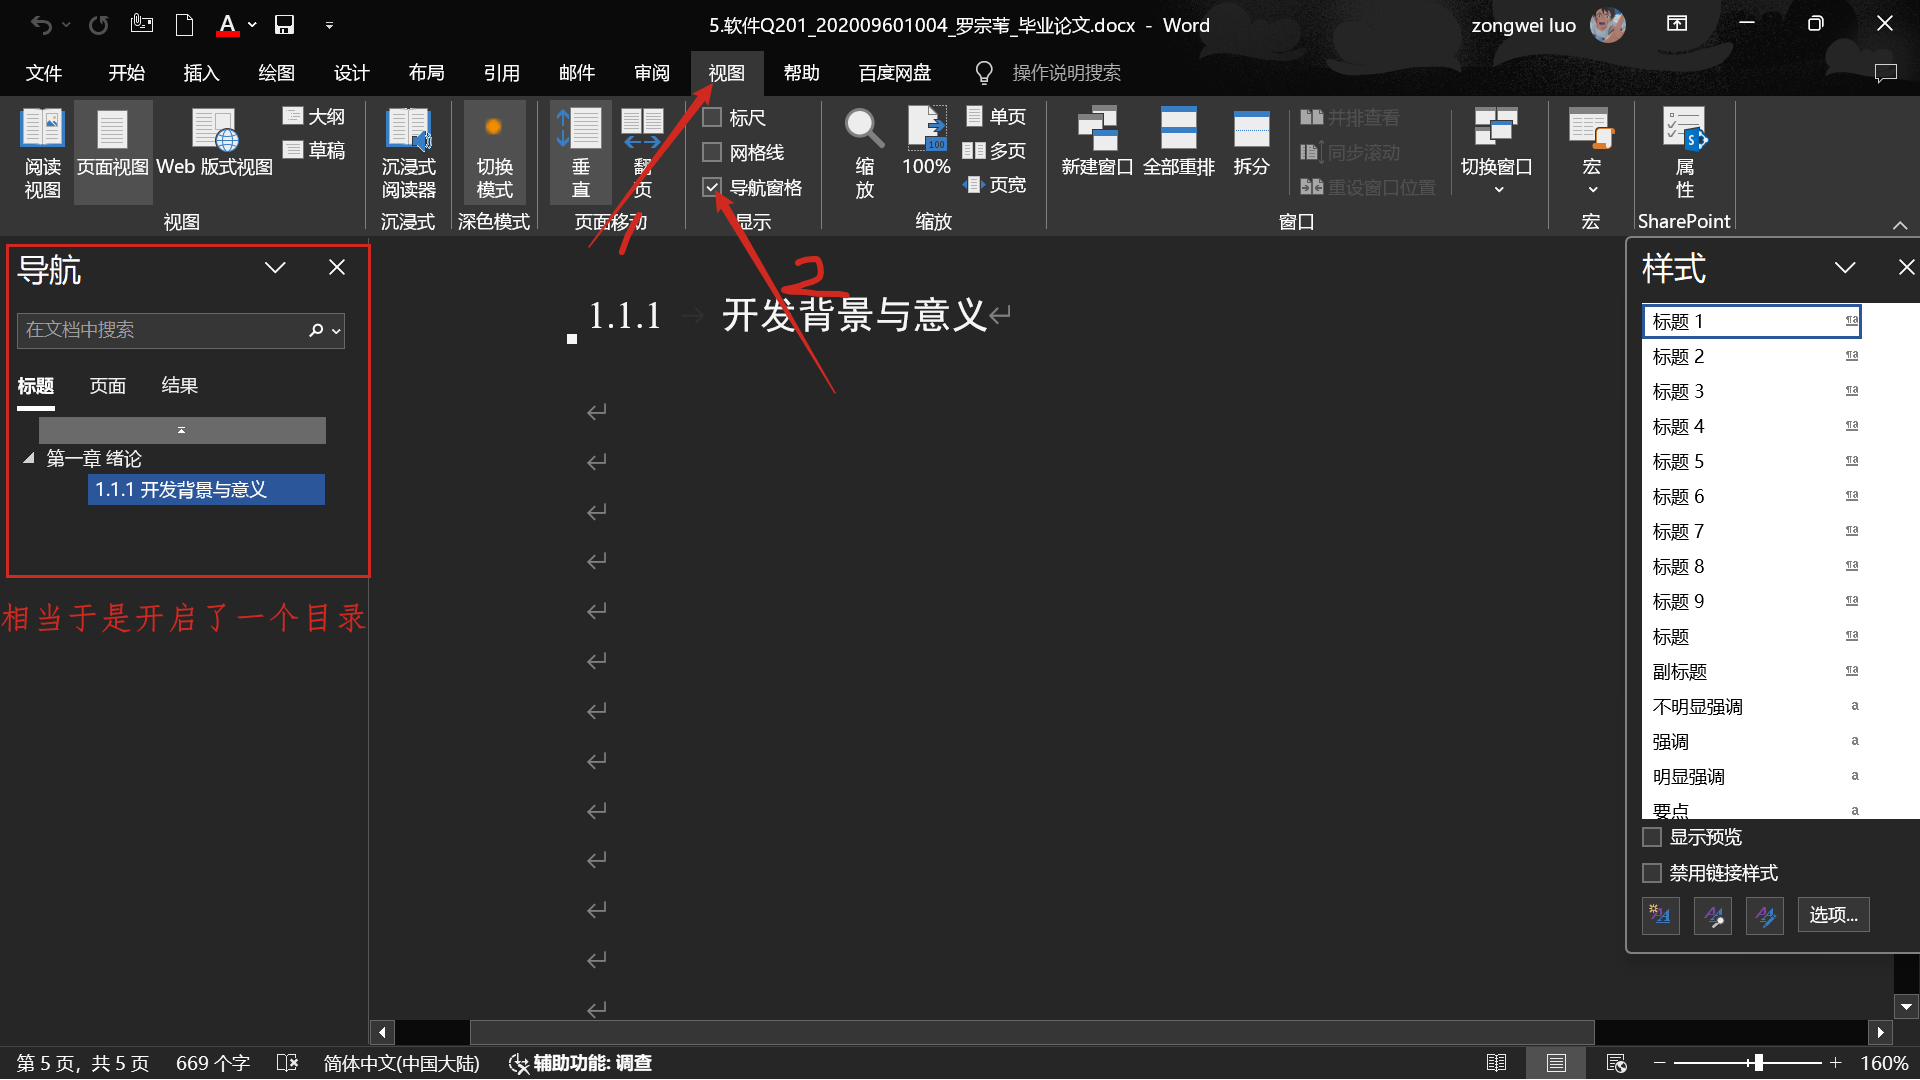 5.软件Q201_202009601004_罗宗苇_毕业论文.docx - Word
zongwei luo
文件 开始 插入 绘图 设计 布局 引用 邮件 审阅 视图 帮助 百度网盘 操作说明搜索
阅读视图
页面视图
Web 版式视图
大纲
草稿
视图
沉浸式阅读器
沉浸式
切换模式
深色模式
垂直
翻页
页面移动
标尺
网格线
导航窗格
显示
缩放
100%
单页
多页
页宽
缩放
新建窗口
全部重排
拆分
并排查看
同步滚动
重设窗口位置
切换窗口
窗口
宏
宏
属性
SharePoint
1
2
导航
在文档中搜索
标题 页面 结果
第一章 绪论
1.1.1 开发背景与意义
相当于是开启了一个目录
1.1.1 → 开发背景与意义
样式
标题 1
标题 2
标题 3
标题 4
标题 5
标题 6
标题 7
标题 8
标题 9
标题
副标题
不明显强调
强调
明显强调
要点
显示预览
禁用链接样式
选项...
第 5 页，共 5 页 669 个字 简体中文(中国大陆) 辅助功能: 调查 160%